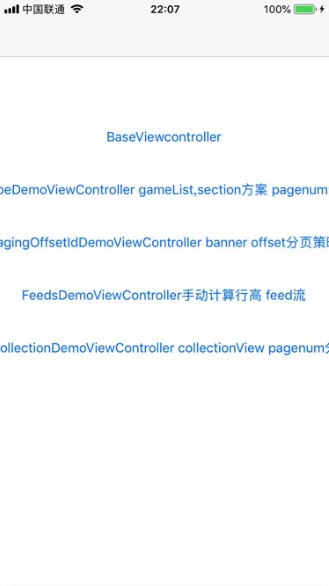 中国联通 22:07 100%
BaseViewcontroller
beDemoViewController gameList,section方案 pagenum
agingOffsetIdDemoViewController banner offset分页策
FeedsDemoViewController手动计算行高 feed流
ollectionDemoViewController collectionView pagenum